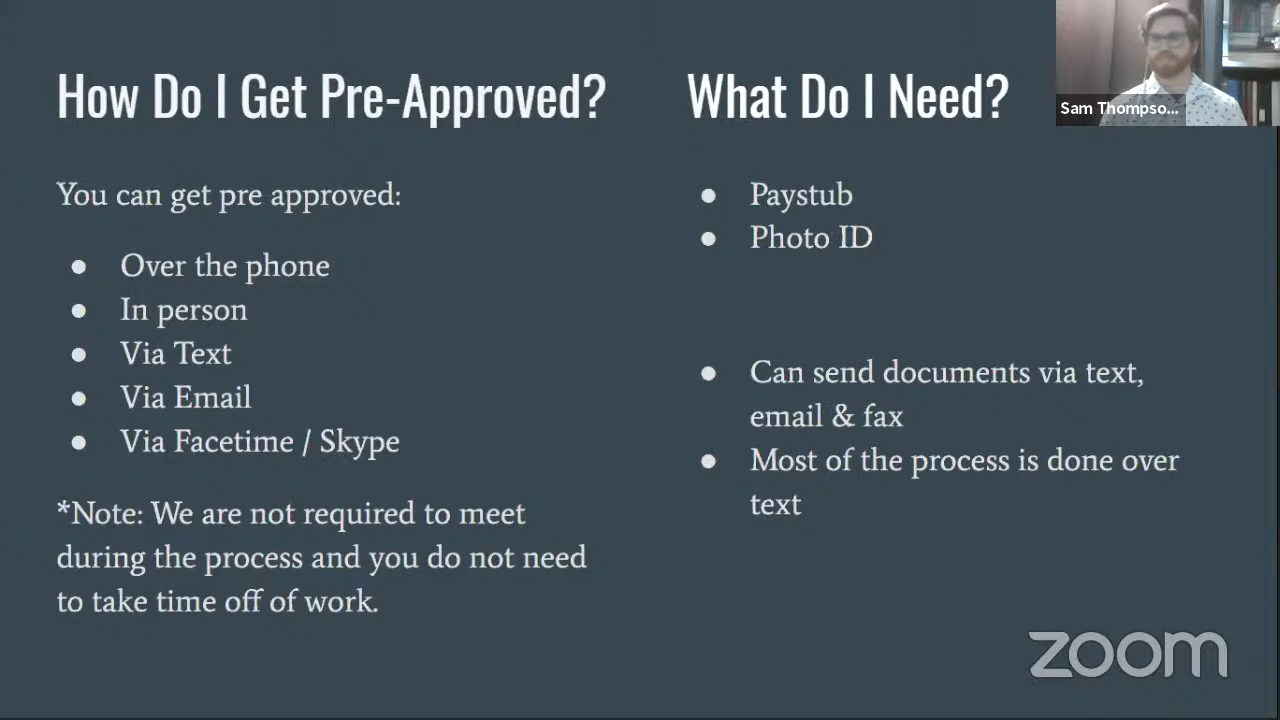 How Do I Get Pre-Approved?
You can get pre approved:
● Over the phone
● In person
● Via Text
● Via Email
● Via Facetime / Skype
*Note: We are not required to meet
during the process and you do not need
to take time off of work.
What Do I Need?
● Paystub
● Photo ID
● Can send documents via text,
email & fax
● Most of the process is done over
text
Sam Thompso...
zoom